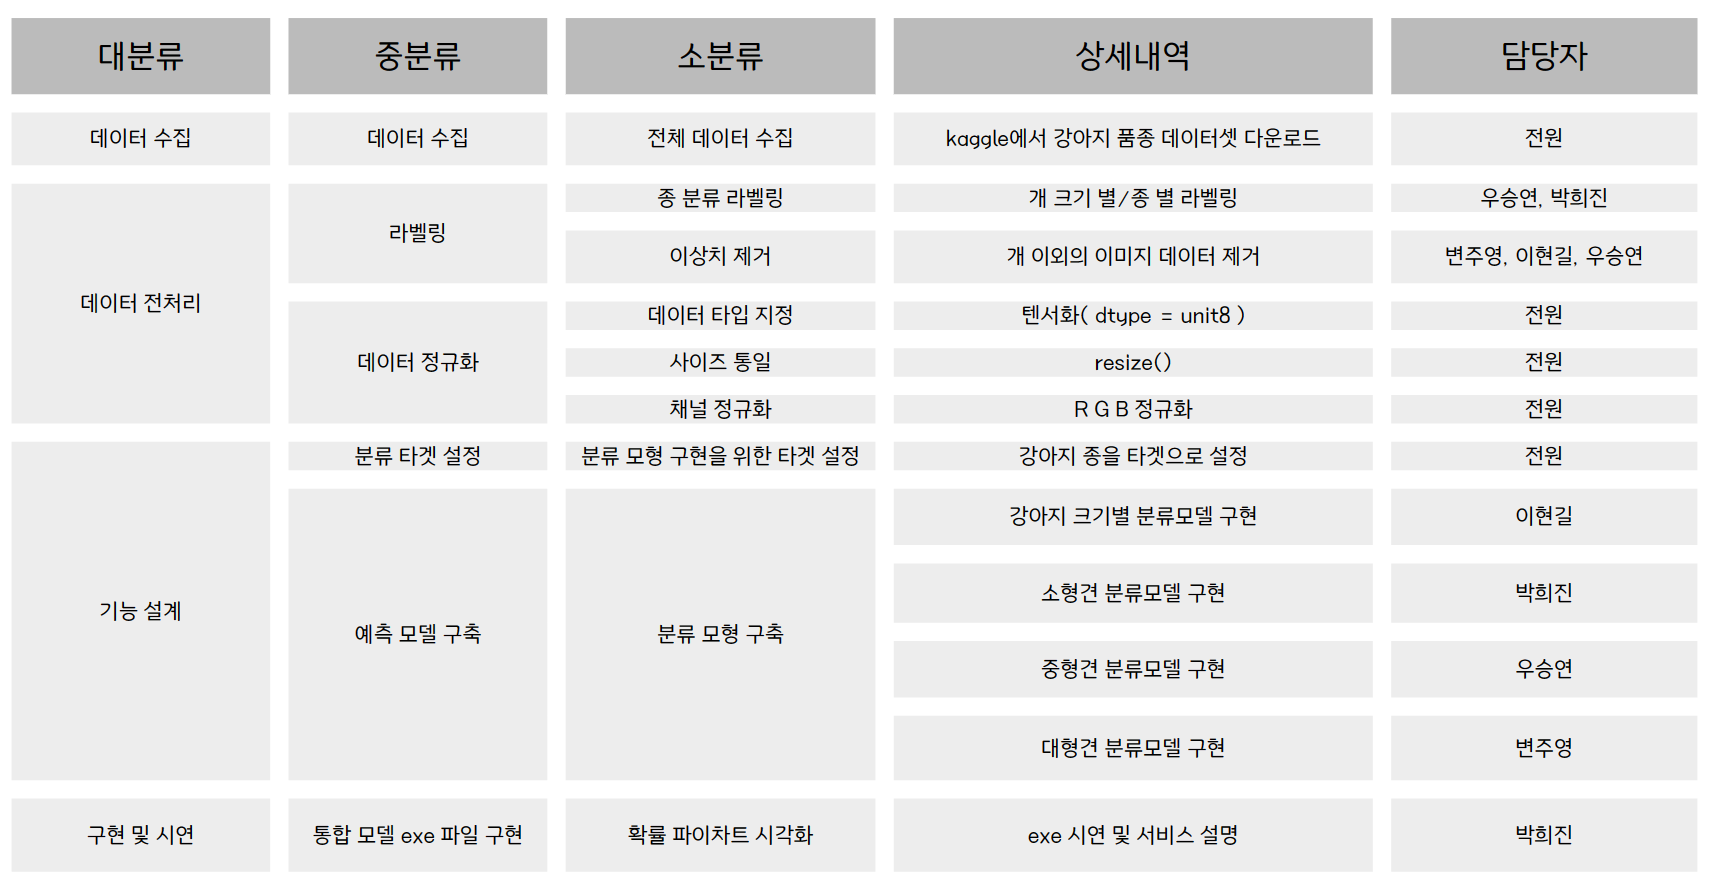 대분류 중분류 소분류 상세내역 담당자
데이터 수집 데이터 수집 전체 데이터 수집 kaggle에서 강아지 품종 데이터셋 다운로드 전원
데이터 전처리 라벨링 종 분류 라벨링 개 크기 별/종 별 라벨링 우승연, 박희진
이상치 제거 개 이외의 이미지 데이터 제거 변주영, 이현길, 우승연
데이터 정규화 데이터 타입 지정 텐서화( dtype = unit8 ) 전원
사이즈 통일 resize() 전원
채널 정규화 R G B 정규화 전원
기능 설계 분류 타겟 설정 분류 모형 구현을 위한 타겟 설정 강아지 종을 타겟으로 설정 전원
예측 모델 구축 분류 모형 구축 강아지 크기별 분류모델 구현 이현길
소형견 분류모델 구현 박희진
중형견 분류모델 구현 우승연
대형견 분류모델 구현 변주영
구현 및 시연 통합 모델 exe 파일 구현 확률 파이차트 시각화 exe 시연 및 서비스 설명 박희진